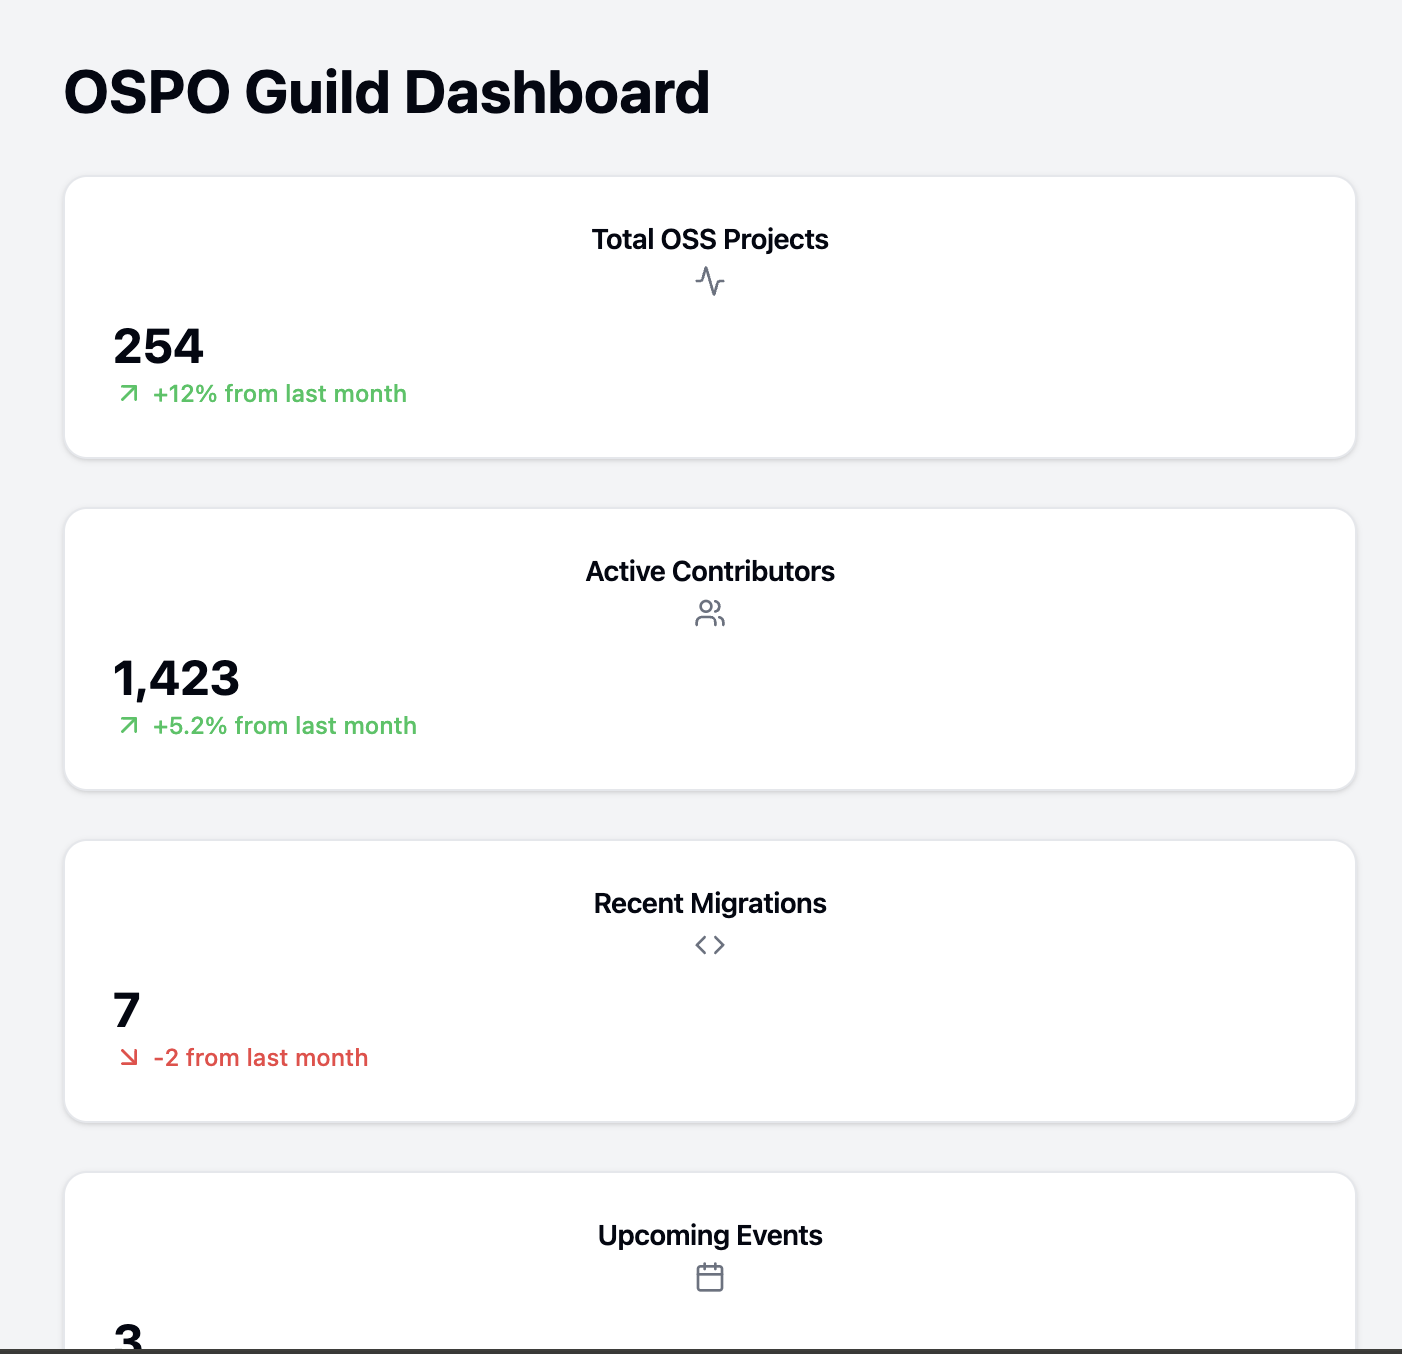 OSPO Guild Dashboard
Total OSS Projects
254
+12% from last month
Active Contributors
1,423
+5.2% from last month
Recent Migrations
7
-2 from last month
Upcoming Events
3